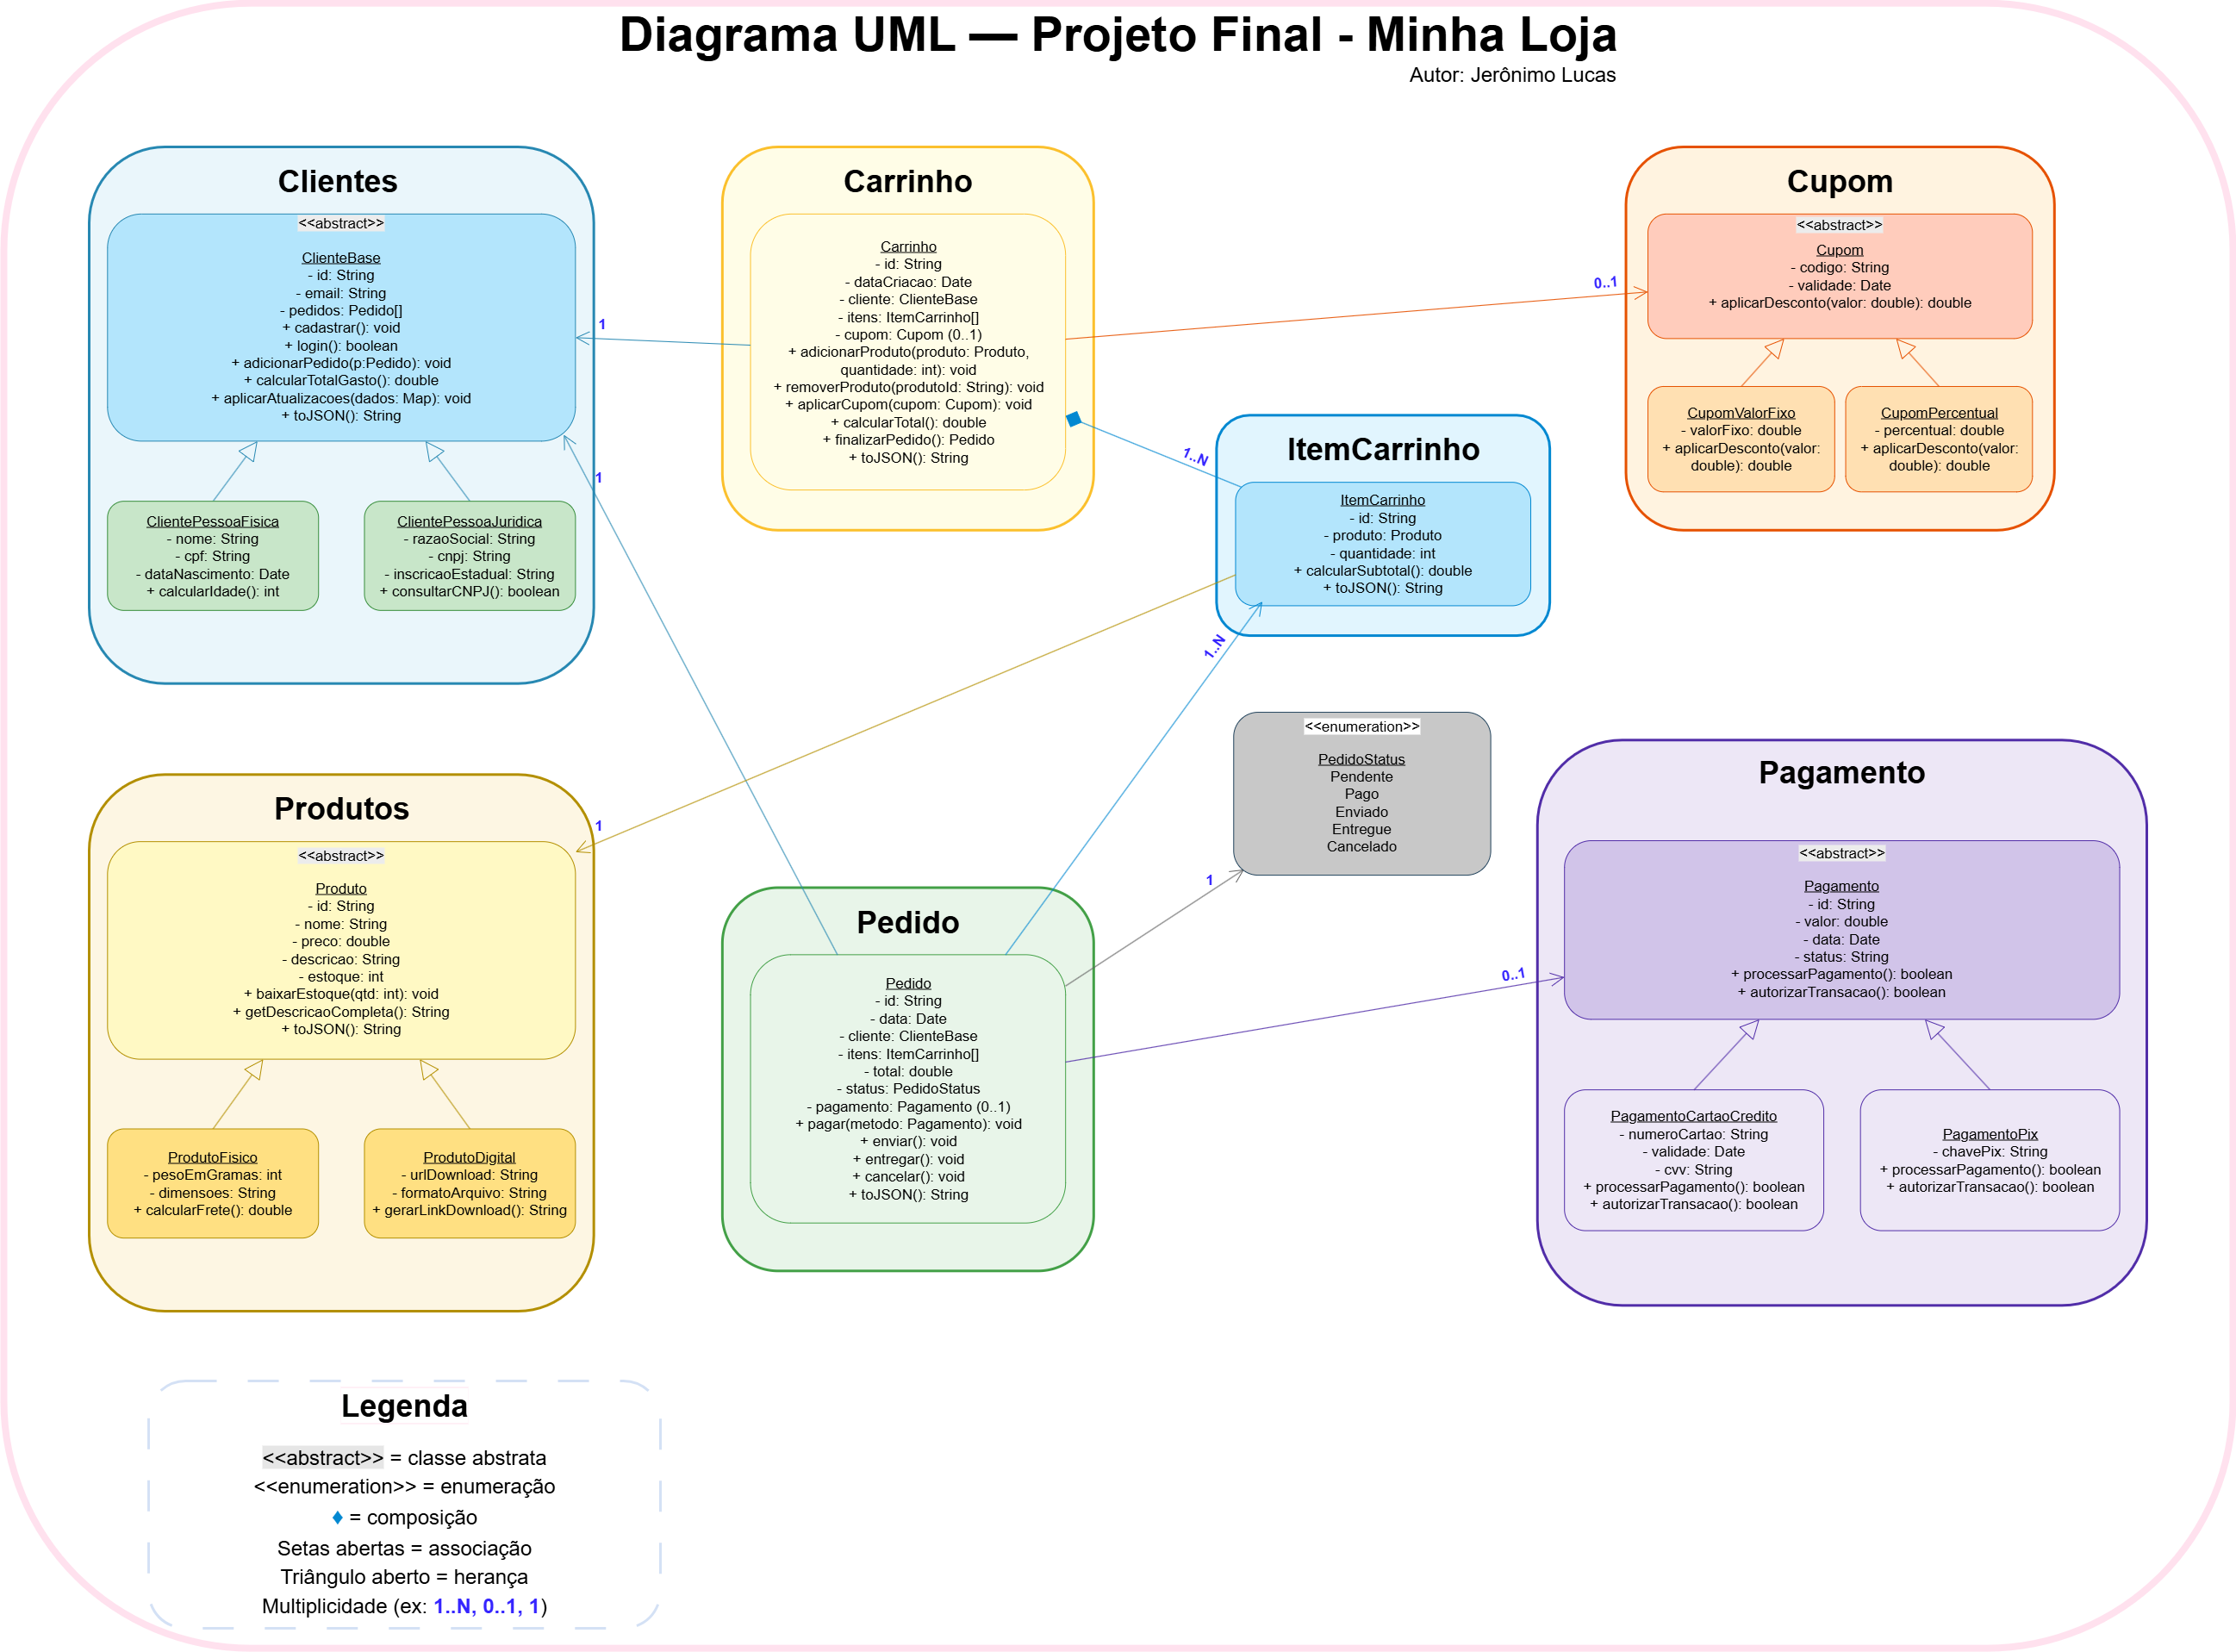 Diagrama UML — Projeto Final - Minha Loja
Autor: Jerônimo Lucas
Clientes
<<abstract>>
ClienteBase
- id: String
- email: String
- pedidos: Pedido[]
+ cadastrar(): void
+ login(): boolean
+ adicionarPedido(p:Pedido): void
+ calcularTotalGasto(): double
+ aplicarAtualizacoes(dados: Map): void
+ toJSON(): String
ClientePessoaFisica
- nome: String
- cpf: String
- dataNascimento: Date
+ calcularIdade(): int
ClientePessoaJuridica
- razaoSocial: String
- cnpj: String
- inscricaoEstadual: String
+ consultarCNPJ(): boolean
1
1
Carrinho
Carrinho
- id: String
- dataCriacao: Date
- cliente: ClienteBase
- itens: ItemCarrinho[]
- cupom: Cupom (0..1)
+ adicionarProduto(produto: Produto,
quantidade: int): void
+ removerProduto(produtoId: String): void
+ aplicarCupom(cupom: Cupom): void
+ calcularTotal(): double
+ finalizarPedido(): Pedido
+ toJSON(): String
0..1
1..N
ItemCarrinho
ItemCarrinho
- id: String
- produto: Produto
- quantidade: int
+ calcularSubtotal(): double
+ toJSON(): String
1..N
Cupom
<<abstract>>
Cupom
- codigo: String
- validade: Date
+ aplicarDesconto(valor: double): double
CupomValorFixo
- valorFixo: double
+ aplicarDesconto(valor:
double): double
CupomPercentual
- percentual: double
+ aplicarDesconto(valor:
double): double
Produtos
1
<<abstract>>
Produto
- id: String
- nome: String
- preco: double
- descricao: String
- estoque: int
+ baixarEstoque(qtd: int): void
+ getDescricaoCompleta(): String
+ toJSON(): String
ProdutoFisico
- pesoEmGramas: int
- dimensoes: String
+ calcularFrete(): double
ProdutoDigital
- urlDownload: String
- formatoArquivo: String
+ gerarLinkDownload(): String
Pedido
Pedido
- id: String
- data: Date
- cliente: ClienteBase
- itens: ItemCarrinho[]
- total: double
- status: PedidoStatus
- pagamento: Pagamento (0..1)
+ pagar(metodo: Pagamento): void
+ enviar(): void
+ entregar(): void
+ cancelar(): void
+ toJSON(): String
<<enumeration>>
PedidoStatus
Pendente
Pago
Enviado
Entregue
Cancelado
1
0..1
Pagamento
<<abstract>>
Pagamento
- id: String
- valor: double
- data: Date
- status: String
+ processarPagamento(): boolean
+ autorizarTransacao(): boolean
PagamentoCartaoCredito
- numeroCartao: String
- validade: Date
- cvv: String
+ processarPagamento(): boolean
+ autorizarTransacao(): boolean
PagamentoPix
- chavePix: String
+ processarPagamento(): boolean
+ autorizarTransacao(): boolean
Legenda
<<abstract>> = classe abstrata
<<enumeration>> = enumeração
♦ = composição
Setas abertas = associação
Triângulo aberto = herança
Multiplicidade (ex: 1..N, 0..1, 1)